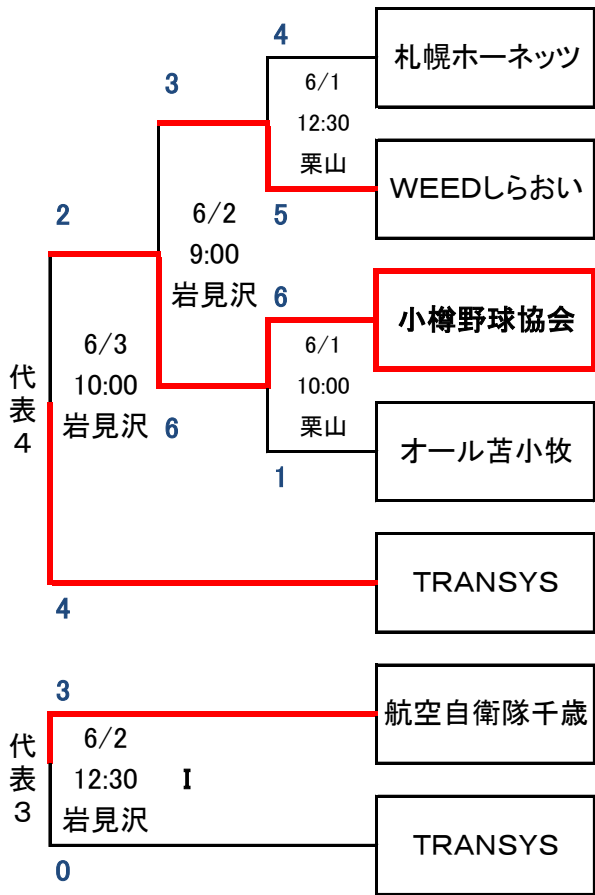 4
札幌ホーネッツ
6/1
12:30
栗山
3
WEEDしらおい
5
2
6/2
9:00
岩見沢
6
小樽野球協会
6/1
10:00
栗山
6/3
10:00
岩見沢
代表4
6
オール苫小牧
1
TRANSYS
4
3
航空自衛隊千歳
6/2
12:30
I
岩見沢
代表3
TRANSYS
0